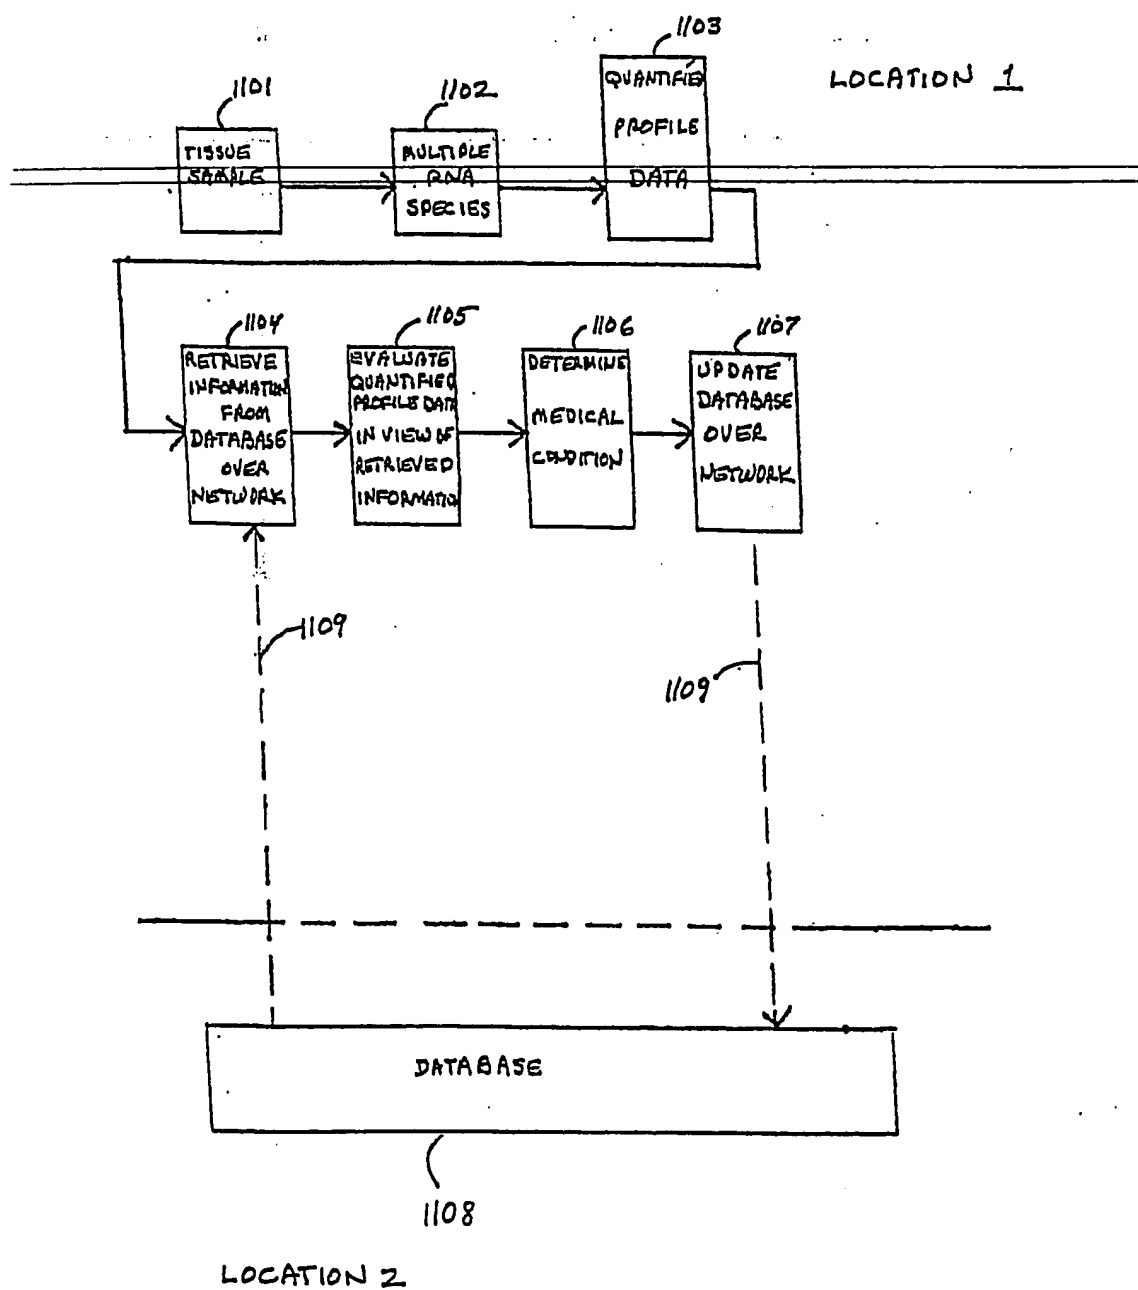 1103
LOCATION 1
1101
1102
QUANTIFIED
PROFILE
DATA
TISSUE
SAMPLE
MULTIPLE
RNA
SPECIES
1104
1105
1106
1107
RETRIEVE
INFORMATION
FROM
DATABASE
OVER
NETWORK
EVALUATE
QUANTIFIED
PROFILE DATA
IN VIEW OF
RETRIEVED
INFORMATION
DETERMINE
MEDICAL
CONDITION
UPDATE
DATABASE
OVER
NETWORK
1109
1109
DATABASE
1108
LOCATION 2